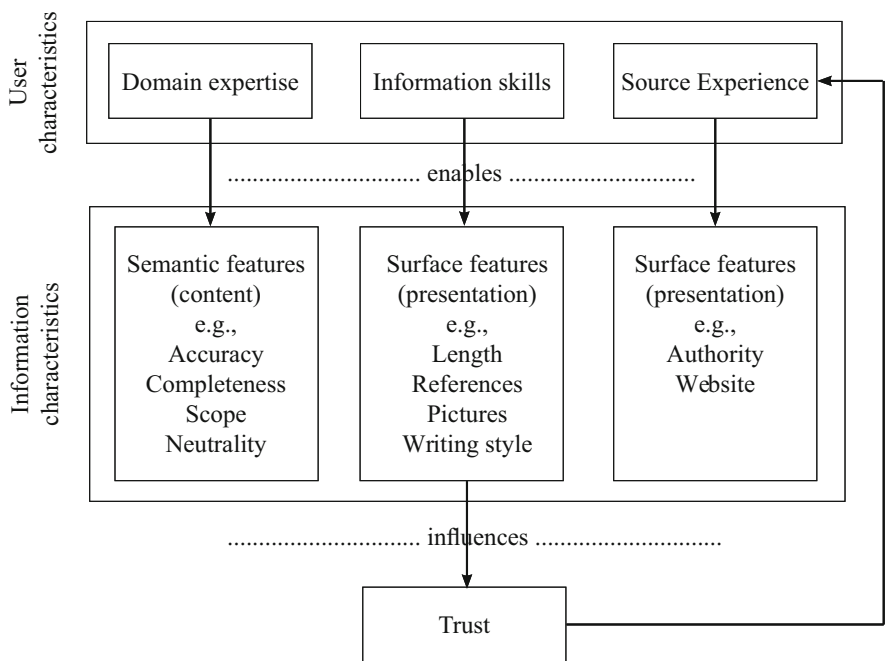 User
characteristics
Domain expertise
Information skills
Source Experience
........................... enables ..........................
Information
characteristics
Semantic features
(content)
e.g.,
Accuracy
Completeness
Scope
Neutrality
Surface features
(presentation)
e.g.,
Length
References
Pictures
Writing style
Surface features
(presentation)
e.g.,
Authority
Website
........................... influences ..........................
Trust